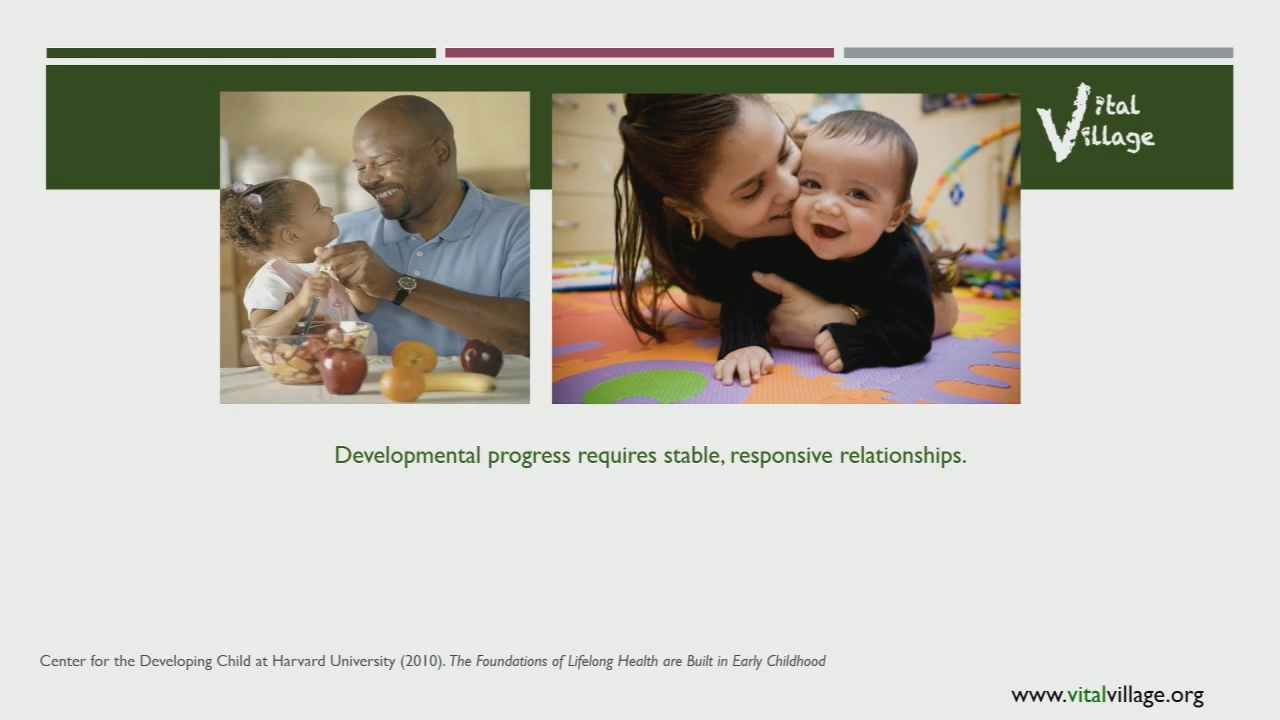 Vital
Village
Developmental progress requires stable, responsive relationships.
Center for the Developing Child at Harvard University (2010). The Foundations of Lifelong Health are Built in Early Childhood
www.vitalvillage.org